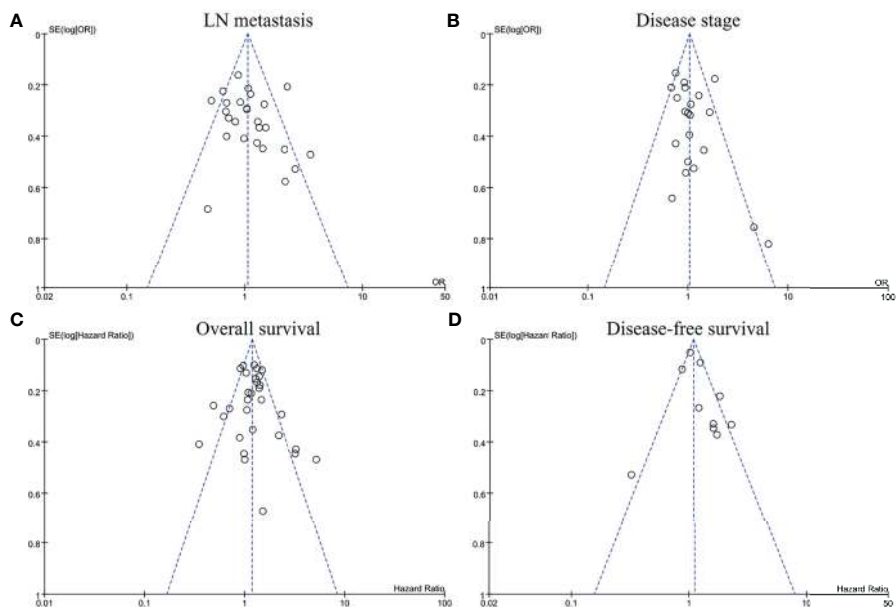 A
LN metastasis
SE(log[OR])
0
0.2
0.4
0.6
0.8
1
0.02
0.1
1
10
50
OR
B
Disease stage
SE(log[OR])
0
0.2
0.4
0.6
0.8
1
0.01
0.1
1
10
100
OR
C
Overall survival
SE(log[Hazard Ratio])
0
0.2
0.4
0.6
0.8
1
0.01
0.1
1
10
100
Hazard Ratio
D
Disease-free survival
SE(log[Hazard Ratio])
0
0.2
0.4
0.6
0.8
1
0.02
0.1
1
10
50
Hazard Ratio